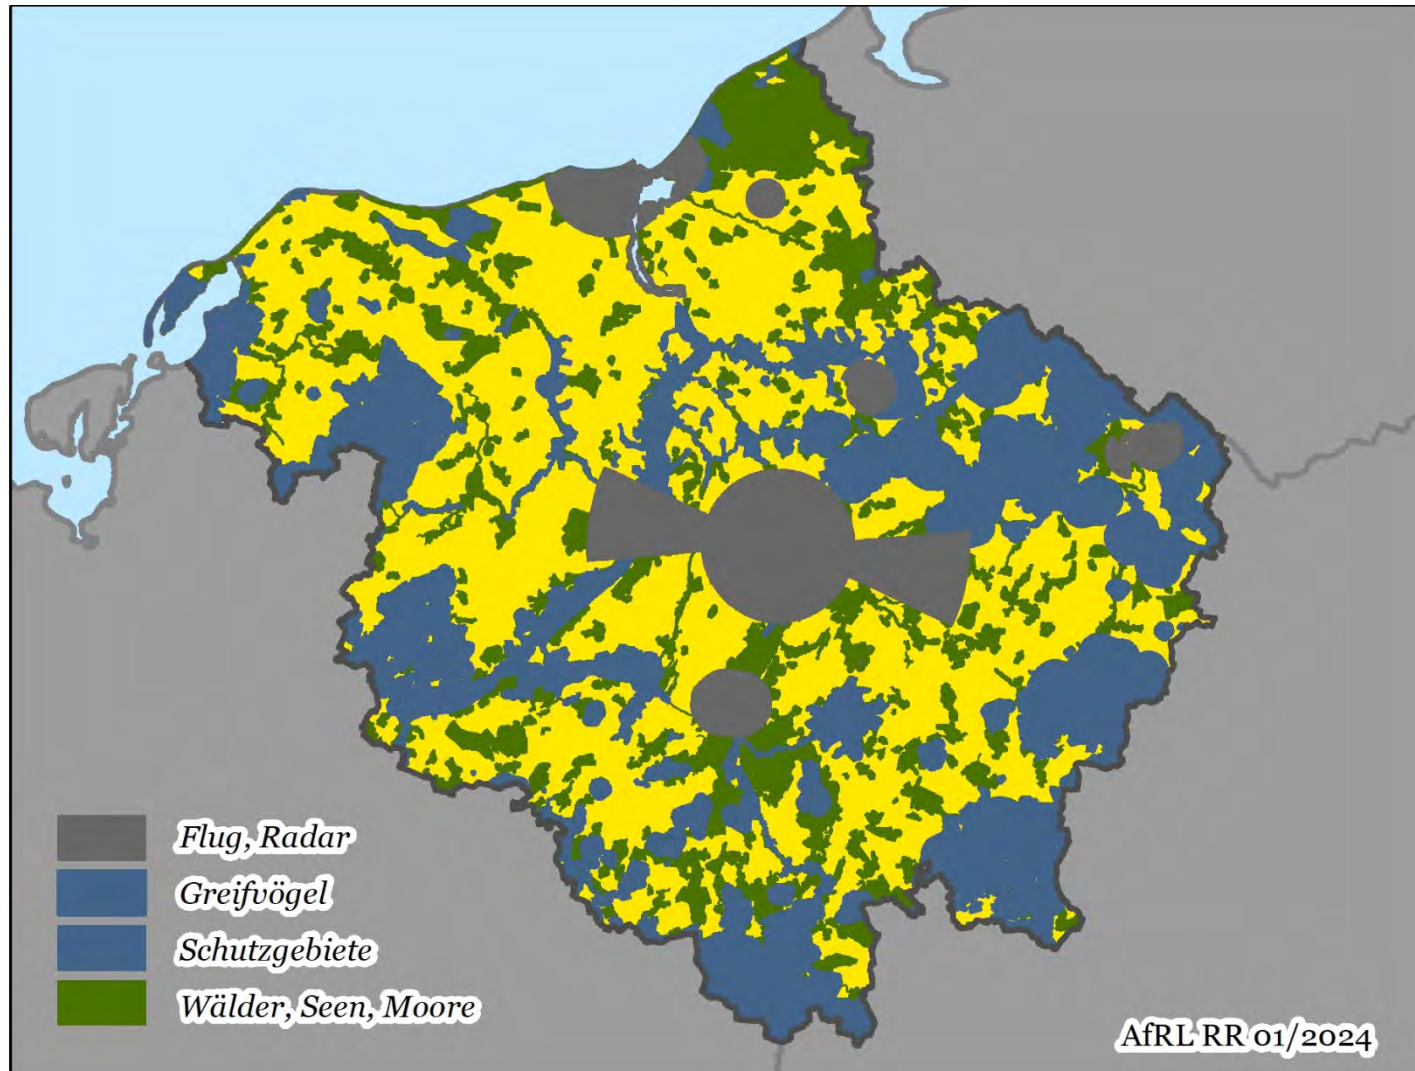 Flug, Radar
Greifvögel
Schutzgebiete
Wälder, Seen, Moore
AfRL RR 01/2024